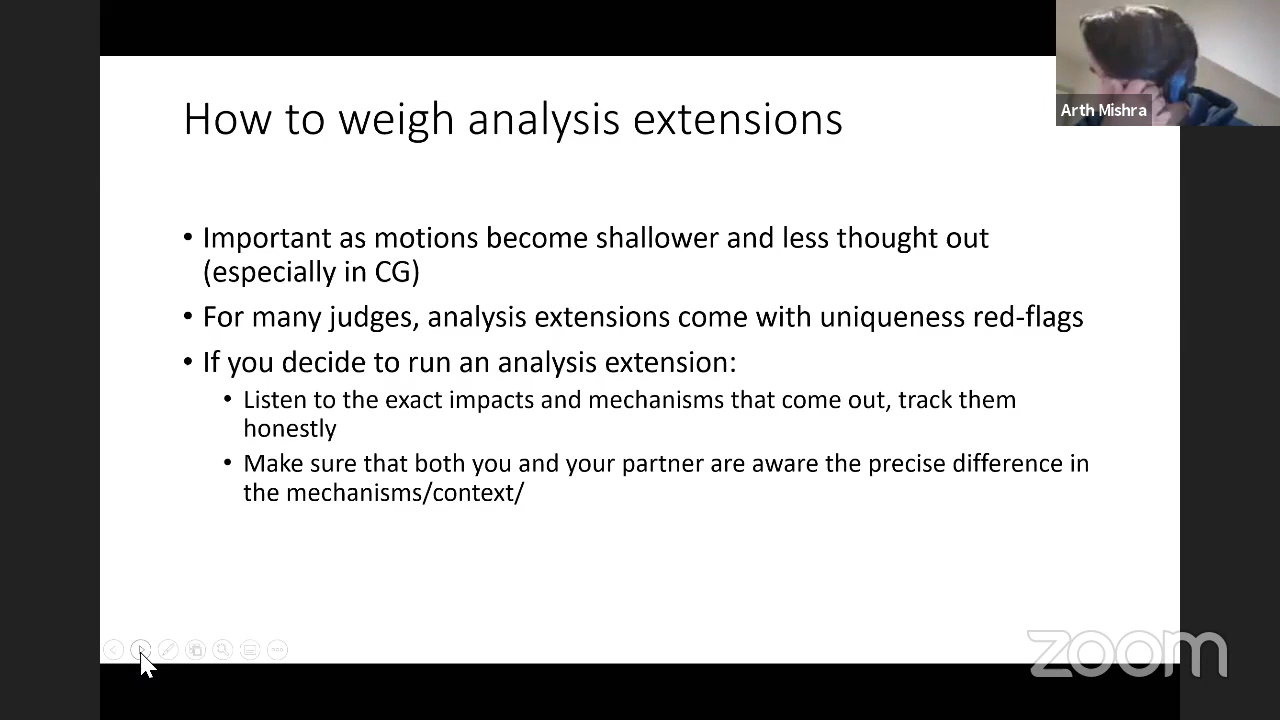 How to weigh analysis extensions
Arth Mishra
• Important as motions become shallower and less thought out
(especially in CG)
• For many judges, analysis extensions come with uniqueness red-flags
• If you decide to run an analysis extension:
• Listen to the exact impacts and mechanisms that come out, track them
honestly
• Make sure that both you and your partner are aware the precise difference in
the mechanisms/context/
zoom